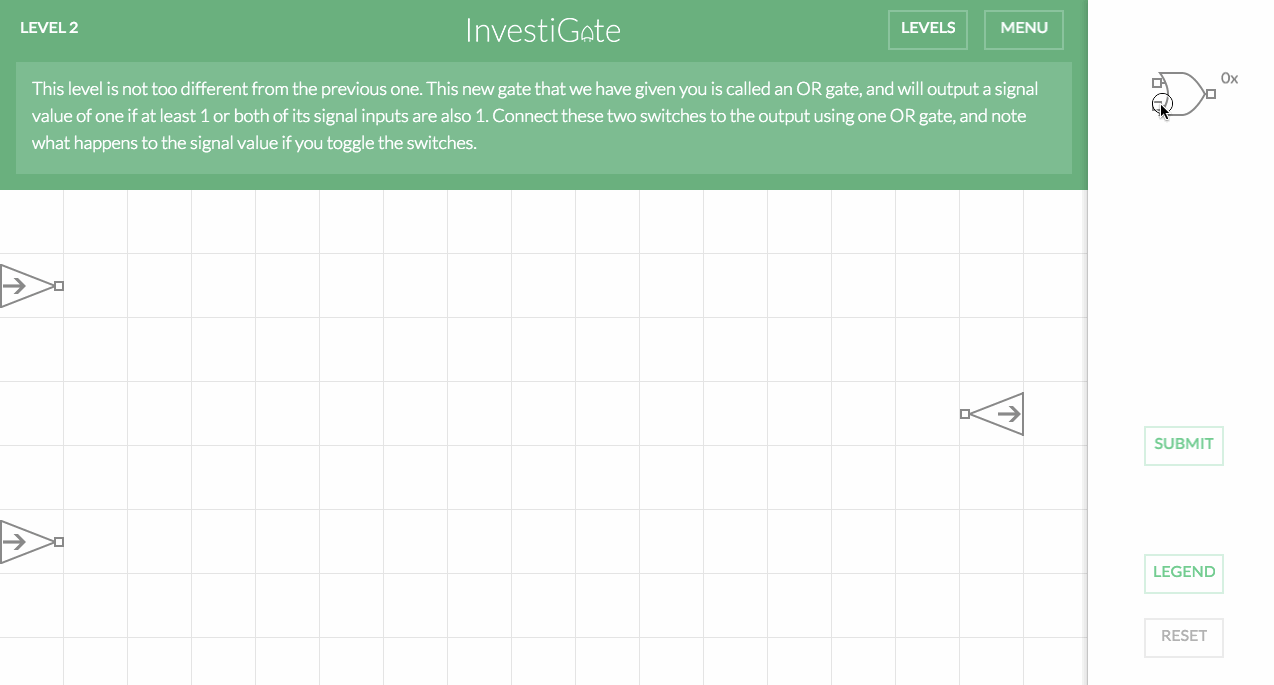 LEVEL 2
InvestiGate
LEVELS
MENU
This level is not too different from the previous one. This new gate that we have given you is called an OR gate, and will output a signal
value of one if at least 1 or both of its signal inputs are also 1. Connect these two switches to the output using one OR gate, and note
what happens to the signal value if you toggle the switches.
0x
SUBMIT
LEGEND
RESET